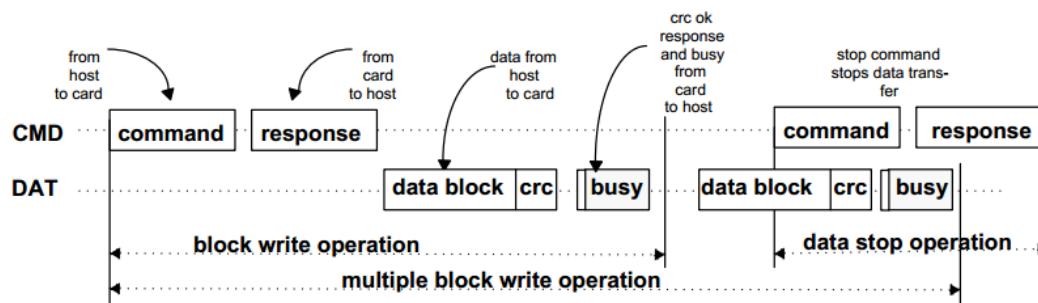 from
host
to card
from
card
to host
data from
host
to card
crc ok
response
and busy
from
card
to host
stop command
stops data trans-
fer
CMD
command
response
command
response
DAT
data block
crc
busy
data block
crc
busy
block write operation
data stop operation
multiple block write operation